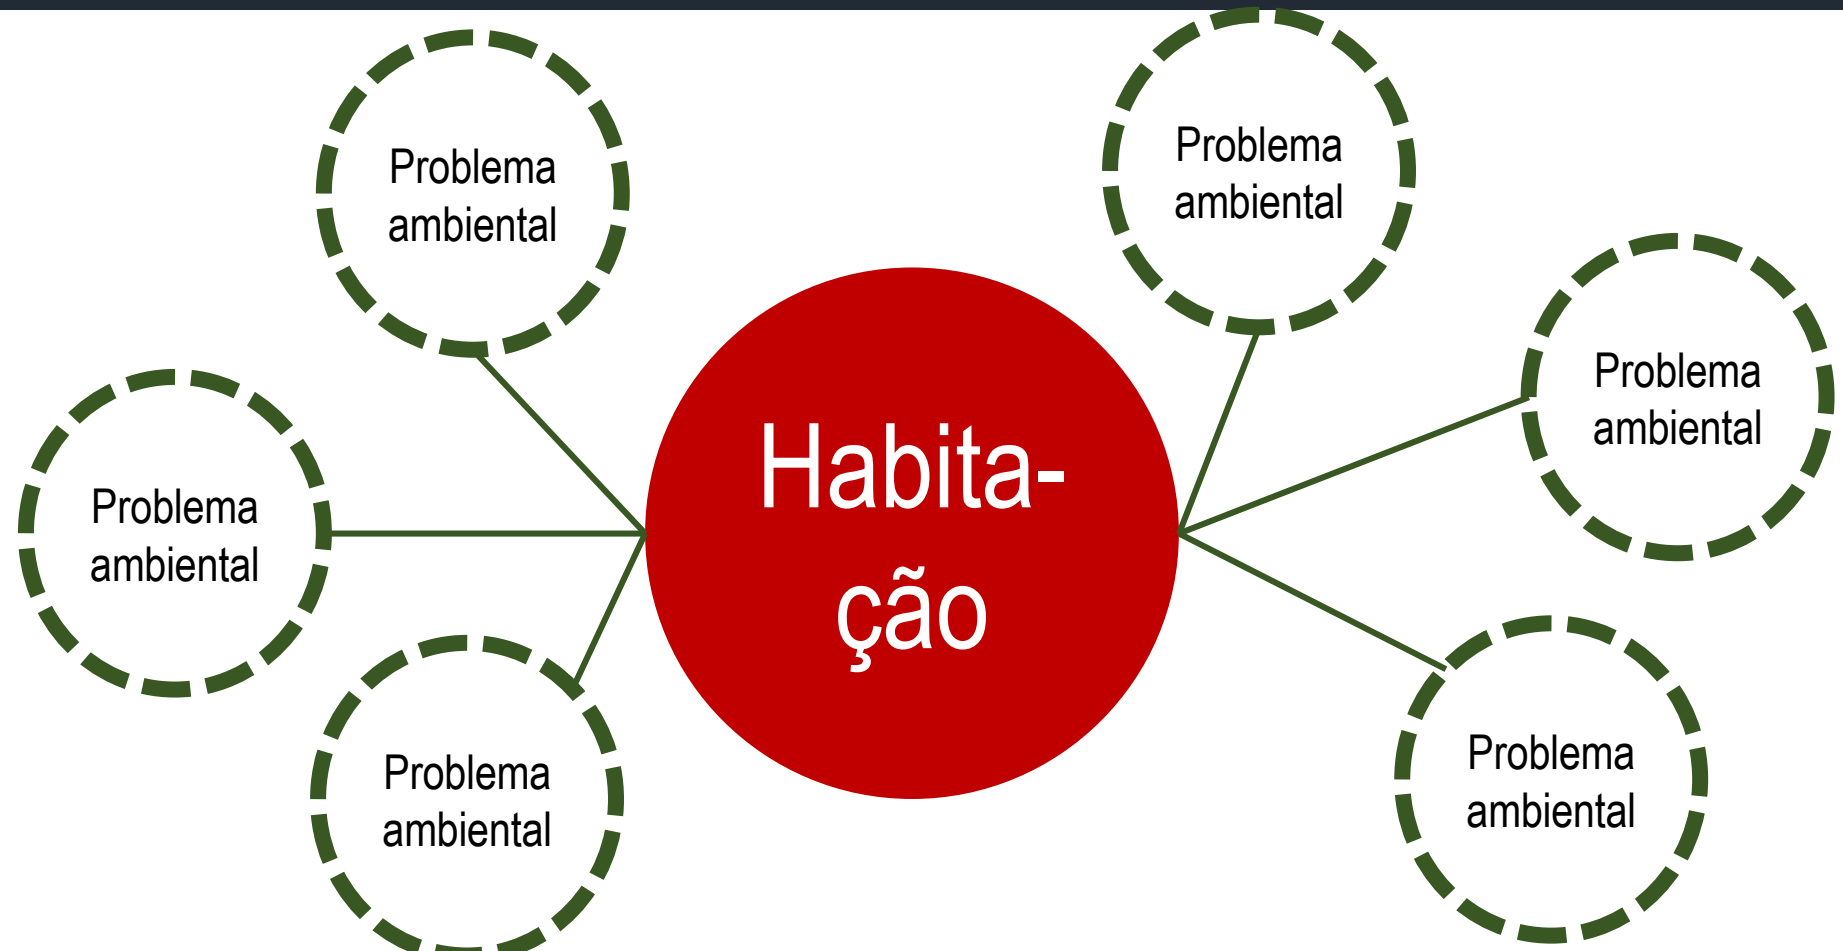 Problema
ambiental
Problema
ambiental
Problema
ambiental
Habita-
ção
Problema
ambiental
Problema
ambiental
Problema
ambiental